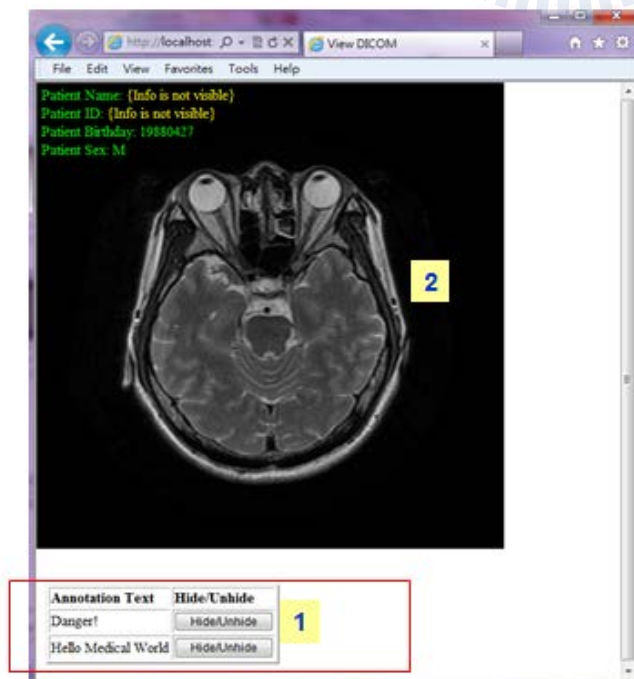 http://localhost
View DICOM
File Edit View Favorites Tools Help
Patient Name: {Info is not visible}
Patient ID: {Info is not visible}
Patient Birthday: 19880427
Patient Sex: M
2
Annotation Text Hide/Unhide
Danger! Hide/Unhide
1
Hello Medical World Hide/Unhide